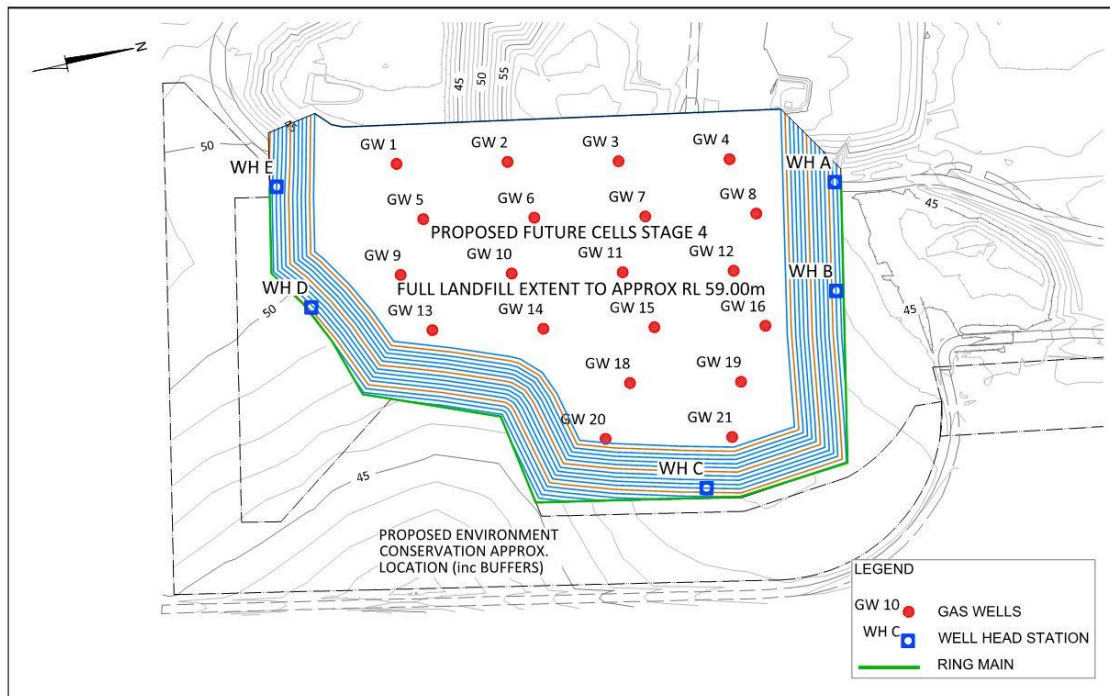 N
45
50
55
45
50
GW 1
GW 2
GW 3
GW 4
WH E
WH A
GW 5
GW 6
GW 7
GW 8
45
PROPOSED FUTURE CELLS STAGE 4
GW 9
GW 10
GW 11
GW 12
WH B
WH D
FULL LANDFILL EXTENT TO APPROX RL 59.00m
50
GW 13
GW 14
GW 15
GW 16
45
GW 18
GW 19
GW 20
GW 21
WH C
45
PROPOSED ENVIRONMENT
CONSERVATION APPROX.
LOCATION (inc BUFFERS)
LEGEND
GW 10
GAS WELLS
WH C
WELL HEAD STATION
RING MAIN